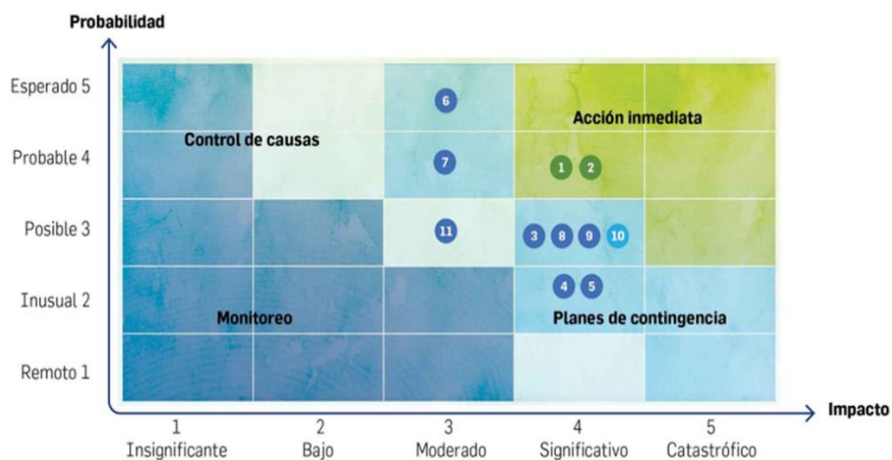 Probabilidad
Esperado 5
6
Acción inmediata
Control de causas
Probable 4
7
1 2
Posible 3
11
3 8 9 10
4 5
Inusual 2
Monitoreo
Planes de contingencia
Remoto 1
Impacto
1 2 3 4 5
Insignificante Bajo Moderado Significativo Catastrófico